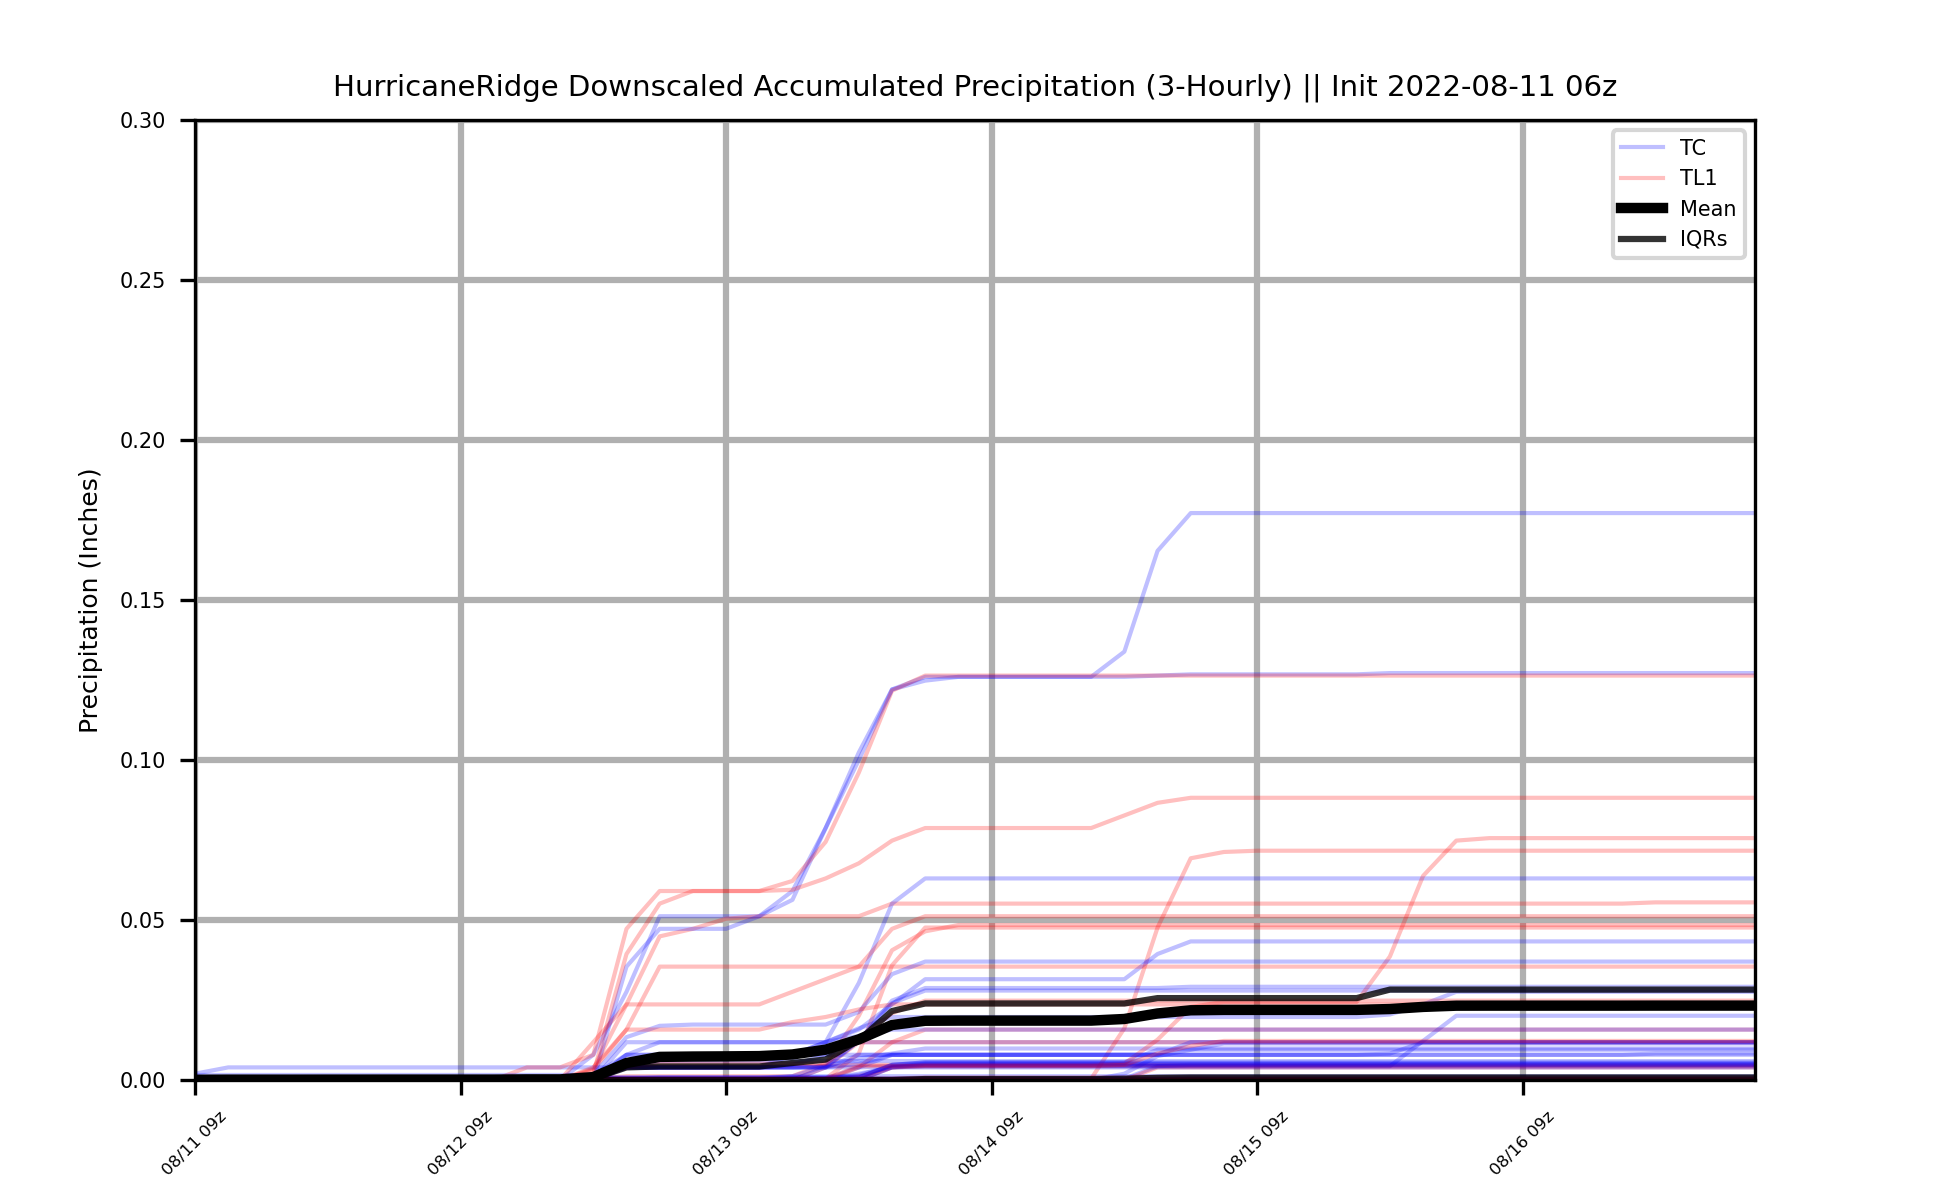 HurricaneRidge Downscaled Accumulated Precipitation (3-Hourly) || Init 2022-08-11 06z
0.30
0.25
0.20
0.15
0.10
0.05
0.00
Precipitation (Inches)
TC
TL1
Mean
IQRs
08/11 09z
08/12 09z
08/13 09z
08/14 09z
08/15 09z
08/16 09z